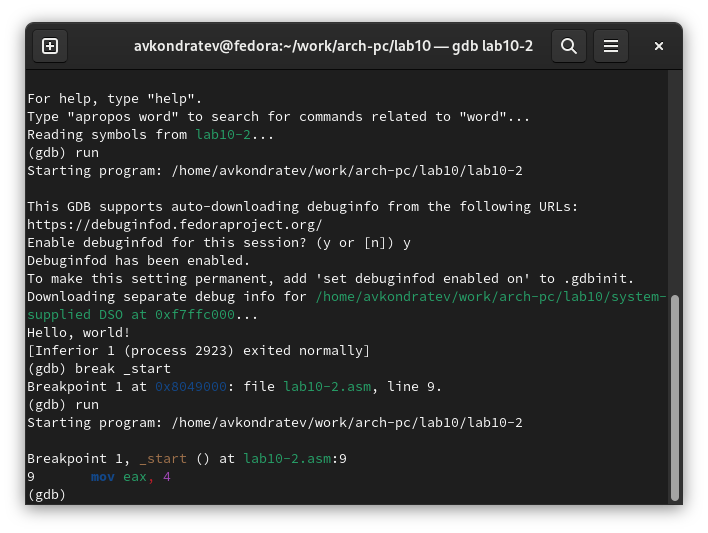 avkondratev@fedora:~/work/arch-pc/lab10 — gdb lab10-2
For help, type "help".
Type "apropos word" to search for commands related to "word"...
Reading symbols from lab10-2...
(gdb) run
Starting program: /home/avkondratev/work/arch-pc/lab10/lab10-2
This GDB supports auto-downloading debuginfo from the following URLs:
https://debuginfod.fedoraproject.org/
Enable debuginfod for this session? (y or [n]) y
Debuginfod has been enabled.
To make this setting permanent, add 'set debuginfod enabled on' to .gdbinit.
Downloading separate debug info for /home/avkondratev/work/arch-pc/lab10/system-
supplied DSO at 0xf7ffc000...
Hello, world!
[Inferior 1 (process 2923) exited normally]
(gdb) break _start
Breakpoint 1 at 0x8049000: file lab10-2.asm, line 9.
(gdb) run
Starting program: /home/avkondratev/work/arch-pc/lab10/lab10-2
Breakpoint 1, _start () at lab10-2.asm:9
9       mov eax, 4
(gdb)